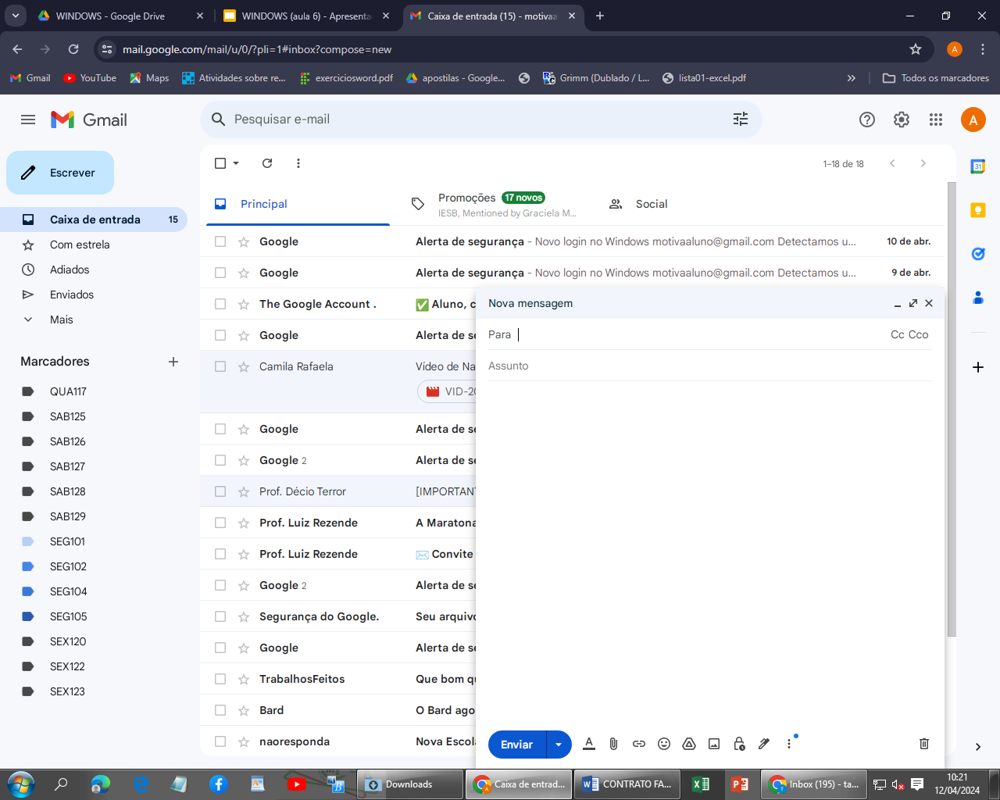 WINDOWS - Google Drive
WINDOWS (aula 6) - Apresenta
Caixa de entrada (15) - motivaal
mail.google.com/mail/u/0/?pli=1#inbox?compose=new
A
Gmail
YouTube
Maps
Atividades sobre re...
exerciciosword.pdf
apostilas - Google...
Grimm (Dublado / L...
lista01-excel.pdf
Todos os marcadores
Gmail
Pesquisar e-mail
A
Escrever
1–18 de 18
Principal
Promoções 17 novos
IESB, Mentioned by Graciela M...
Social
Caixa de entrada 15
Com estrela
Adiados
Enviados
Mais
Marcadores
QUA117
SAB125
SAB126
SAB127
SAB128
SAB129
SEG101
SEG102
SEG104
SEG105
SEX120
SEX122
SEX123
Google Alerta de segurança - Novo login no Windows motivaaluno@gmail.com Detectamos u... 10 de abr.
Google Alerta de segurança - Novo login no Windows motivaaluno@gmail.com Detectamos u... 9 de abr.
The Google Account . ✅ Aluno, c
Google Alerta de se
Camila Rafaela Vídeo de Na
VID-20
Google Alerta de se
Google 2 Alerta de se
Prof. Décio Terror [IMPORTANT
Prof. Luiz Rezende A Maratona
Prof. Luiz Rezende ✉️ Convite
Google 2 Alerta de se
Segurança do Google. Seu arquivo
Google Alerta de se
TrabalhosFeitos Que bom qu
Bard O Bard ago
naoresponda Nova Escola
Nova mensagem
Para
Cc Cco
Assunto
Enviar
31
Downloads
Caixa de entrad...
CONTRATO FA...
Inbox (195) - ta...
10:21
12/04/2024